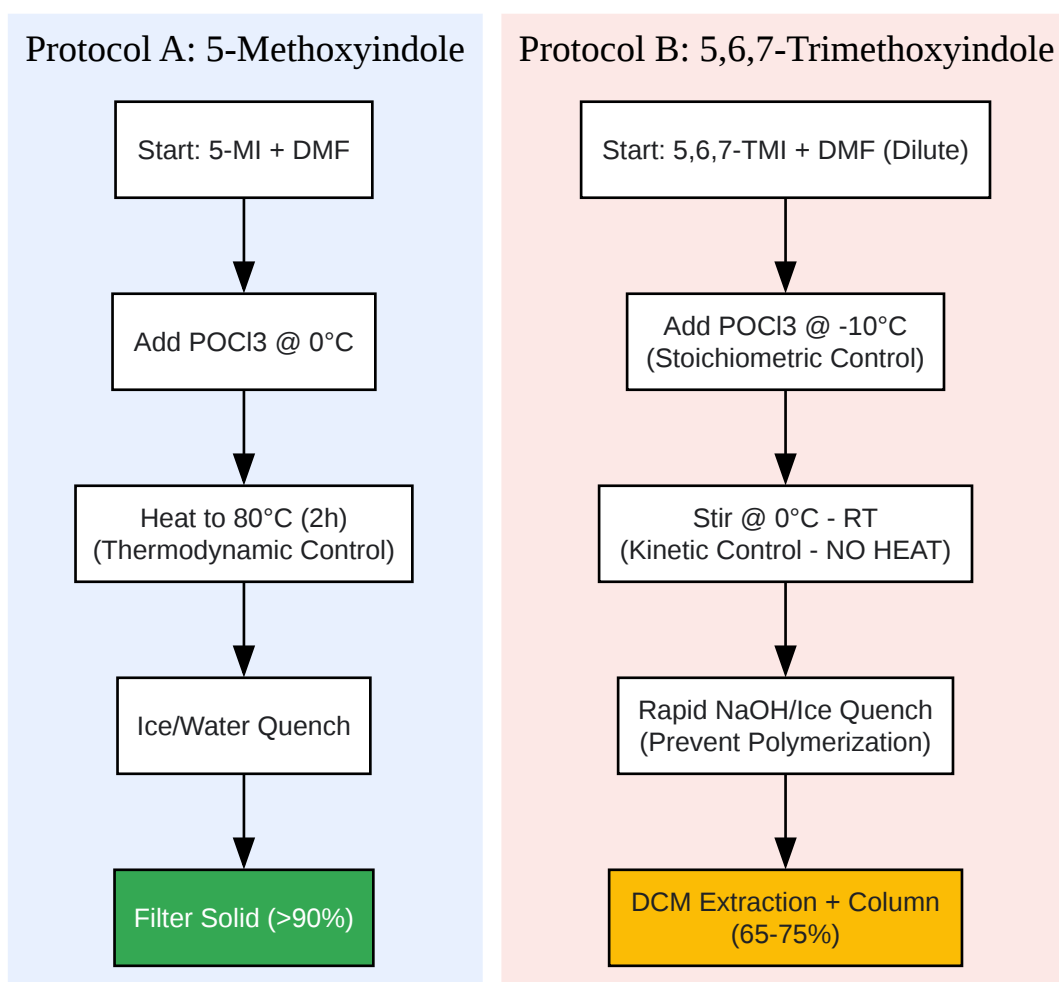 Protocol A: 5-Methoxyindole
Start: 5-MI + DMF
Add POCl3 @ 0°C
Heat to 80°C (2h)
(Thermodynamic Control)
Ice/Water Quench
Filter Solid (>90%)
Protocol B: 5,6,7-Trimethoxyindole
Start: 5,6,7-TMI + DMF (Dilute)
Add POCl3 @ -10°C
(Stoichiometric Control)
Stir @ 0°C - RT
(Kinetic Control - NO HEAT)
Rapid NaOH/Ice Quench
(Prevent Polymerization)
DCM Extraction + Column
(65-75%)